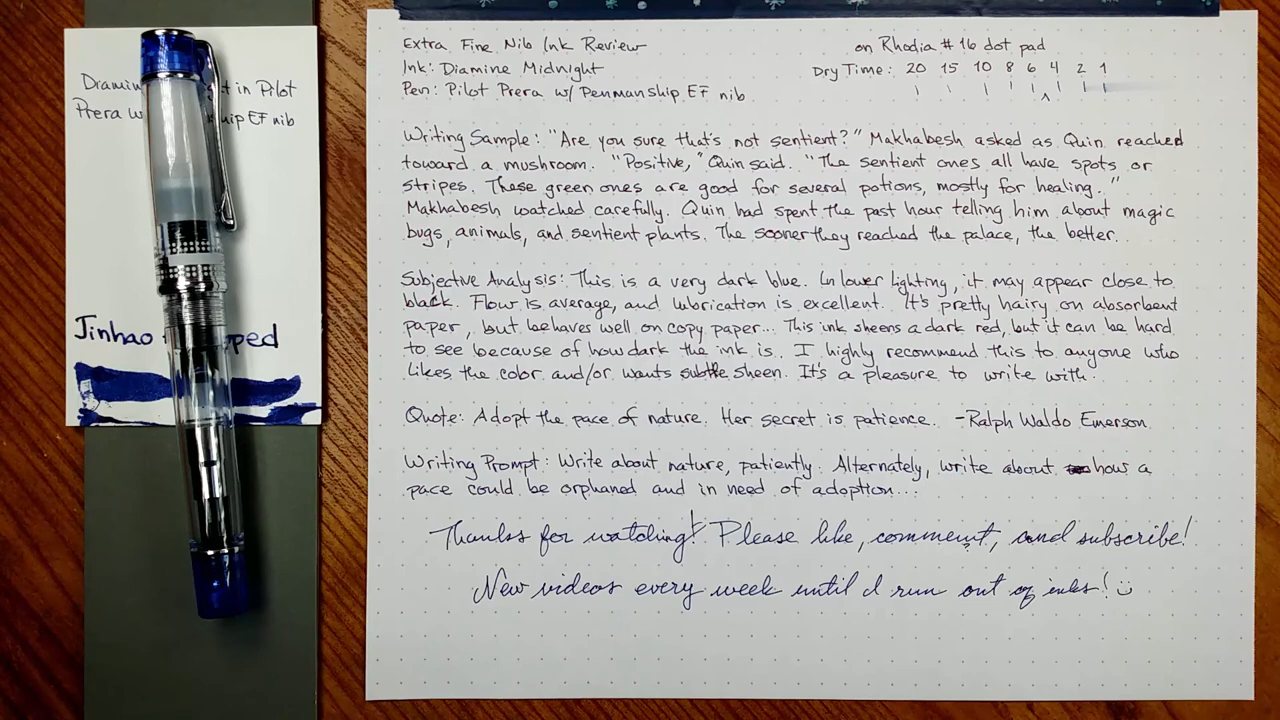 Diamine t in Pilot
Prera w ship EF nib
Jinhao pped
Extra Fine Nib Ink Review
on Rhodia #16 dot pad
Ink: Diamine Midnight
Dry Time: 20 15 10 8 6 4 2 1
Pen: Pilot Prera w/ Penmanship EF nib
Writing Sample: "Are you sure that's not sentient?" Makhabesh asked as Quin reached
toward a mushroom. "Positive," Quin said. "The sentient ones all have spots or
stripes. These green ones are good for several potions, mostly for healing."
Makhabesh watched carefully. Quin had spent the past hour telling him about magic
bugs, animals, and sentient plants. The sooner they reached the palace, the better.
Subjective Analysis: This is a very dark blue. In lower lighting, it may appear close to
black. Flow is average, and lubrication is excellent. It's pretty hairy on absorbent
paper, but behaves well on copy paper... This ink sheens a dark red, but it can be hard
to see because of how dark the ink is. I highly recommend this to anyone who
likes the color and/or wants subtle sheen. It's a pleasure to write with.
Quote: Adopt the pace of nature. Her secret is patience. -Ralph Waldo Emerson
Writing Prompt: Write about nature, patiently. Alternately, write about how a
pace could be orphaned and in need of adoption...
Thanks for watching! Please like, comment, and subscribe!
New videos every week until I run out of inks! :)